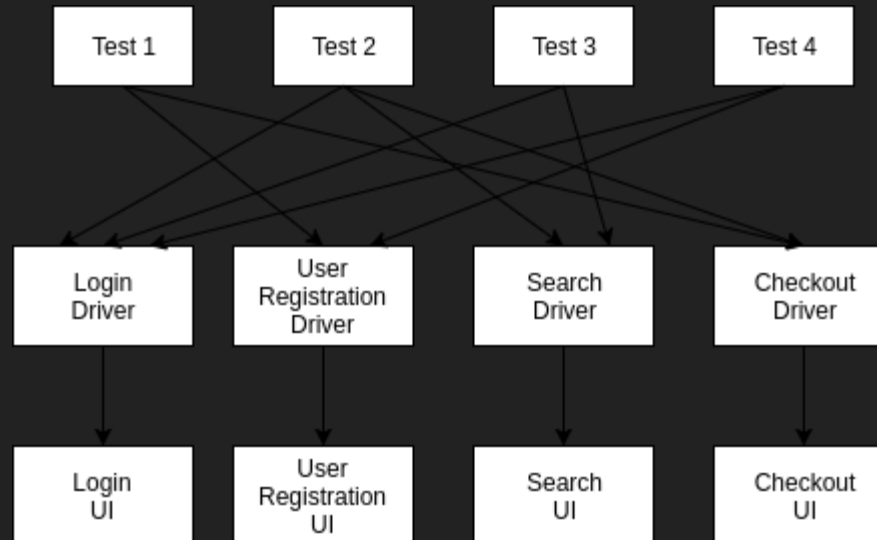 Test 1
Test 2
Test 3
Test 4
Login
Driver
User
Registration
Driver
Search
Driver
Checkout
Driver
Login
UI
User
Registration
UI
Search
UI
Checkout
UI